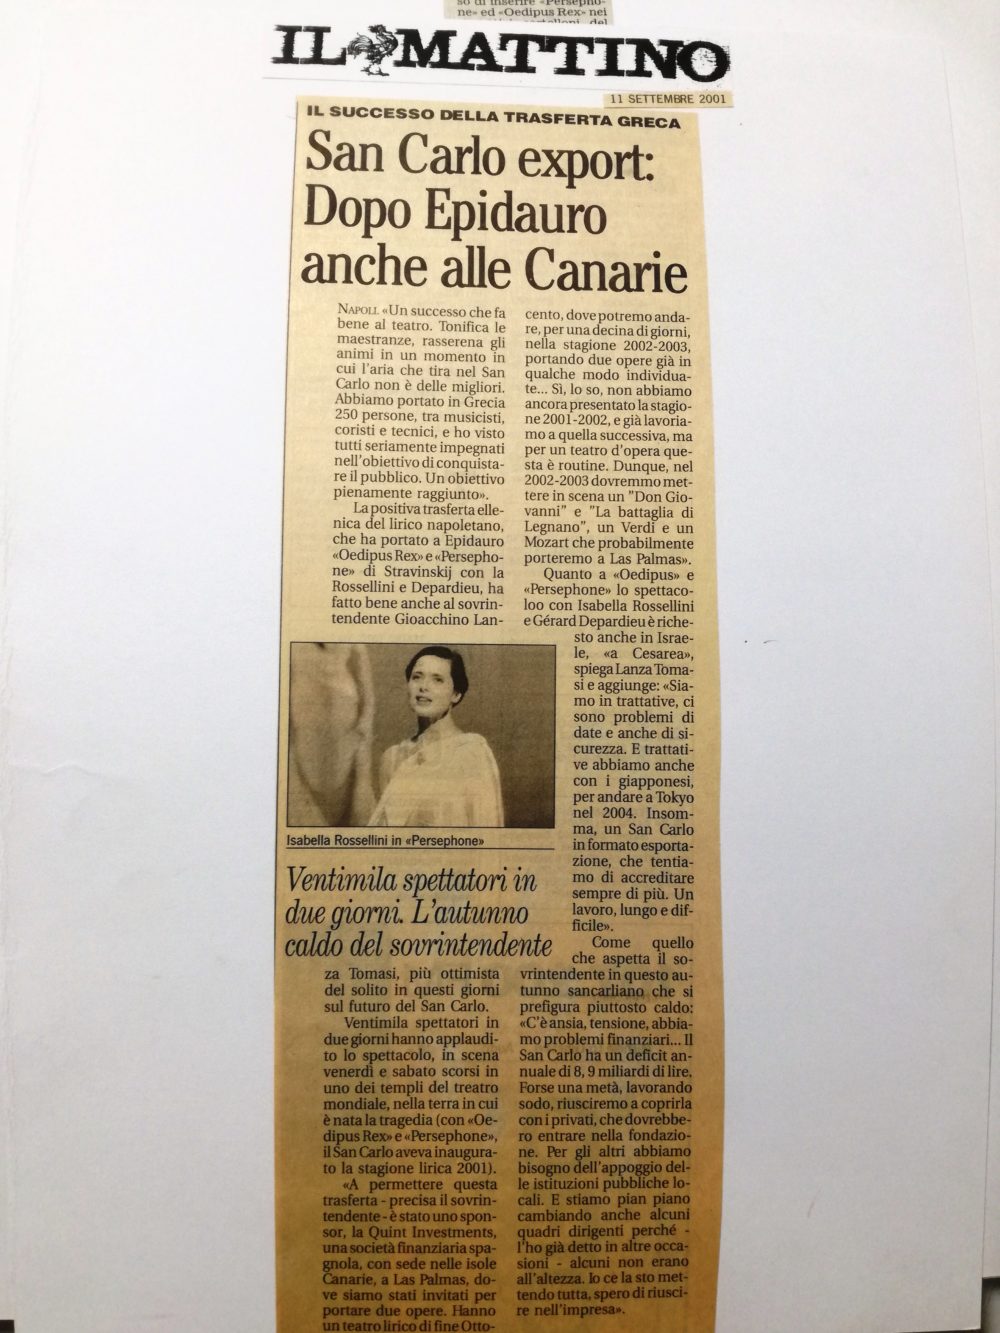 so di inserire «Persepho-
ne» ed «Oedipus Rex» nei
IL MATTINO
11 SETTEMBRE 2001
IL SUCCESSO DELLA TRASFERTA GRECA
San Carlo export:
Dopo Epidauro
anche alle Canarie
NAPOLI. «Un successo che fa
bene al teatro. Tonifica le
maestranze, rasserena gli
animi in un momento in
cui l'aria che tira nel San
Carlo non è delle migliori.
Abbiamo portato in Grecia
250 persone, tra musicisti,
coristi e tecnici, e ho visto
tutti seriamente impegnati
nell'obiettivo di conquista-
re il pubblico. Un obiettivo
pienamente raggiunto».
La positiva trasferta elle-
nica del lirico napoletano,
che ha portato a Epidauro
«Oedipus Rex» e «Persepho-
ne» di Stravinskij con la
Rossellini e Depardieu, ha
fatto bene anche al sovrin-
tendente Gioacchino Lan-
Isabella Rossellini in «Persephone»
Ventimila spettatori in
due giorni. L'autunno
caldo del sovrintendente
za Tomasi, più ottimista
del solito in questi giorni
sul futuro del San Carlo.
Ventimila spettatori in
due giorni hanno applaudi-
to lo spettacolo, in scena
venerdì e sabato scorsi in
uno dei templi del treatro
mondiale, nella terra in cui
è nata la tragedia (con «Oe-
dipus Rex» e «Persephone»,
il San Carlo aveva inaugura-
to la stagione lirica 2001).
«A permettere questa
trasferta - precisa il sovrin-
tendente - è stato uno spon-
sor, la Quint Investments,
una società finanziaria spa-
gnola, con sede nelle isole
Canarie, a Las Palmas, do-
ve siamo stati invitati per
portare due opere. Hanno
un teatro lirico di fine Otto-
cento, dove potremo anda-
re, per una decina di giorni,
nella stagione 2002-2003,
portando due opere già in
qualche modo individua-
te... Sì, lo so, non abbiamo
ancora presentato la stagio-
ne 2001-2002, e già lavoria-
mo a quella successiva, ma
per un teatro d'opera que-
sta è routine. Dunque, nel
2002-2003 dovremmo met-
tere in scena un "Don Gio-
vanni" e "La battaglia di
Legnano", un Verdi e un
Mozart che probabilmente
porteremo a Las Palmas».
Quanto a «Oedipus» e
«Persephone» lo spettaco-
loo con Isabella Rossellini
e Gérard Depardieu è riche-
sto anche in Israe-
le, «a Cesarea»,
spiega Lanza Toma-
si e aggiunge: «Sia-
mo in trattative, ci
sono problemi di
date e anche di si-
curezza. E trattati-
ve abbiamo anche
con i giapponesi,
per andare a Tokyo
nel 2004. Insom-
ma, un San Carlo
in formato esporta-
zione, che tentia-
mo di accreditare
sempre di più. Un
lavoro, lungo e dif-
ficile».
Come quello
che aspetta il so-
vrintendente in questo au-
tunno sancarliano che si
prefigura piuttosto caldo:
«C'è ansia, tensione, abbia-
mo problemi finanziari... Il
San Carlo ha un deficit an-
nuale di 8, 9 miliardi di lire.
Forse una metà, lavorando
sodo, riusciremo a coprirla
con i privati, che dovrebbe-
ro entrare nella fondazio-
ne. Per gli altri abbiamo
bisogno dell'appoggio del-
le istituzioni pubbliche lo-
cali. E stiamo pian piano
cambiando anche alcuni
quadri dirigenti perché -
l'ho già detto in altre occa-
sioni - alcuni non erano
all'altezza. Io ce la sto met-
tendo tutta, spero di riusci-
re nell'impresa».